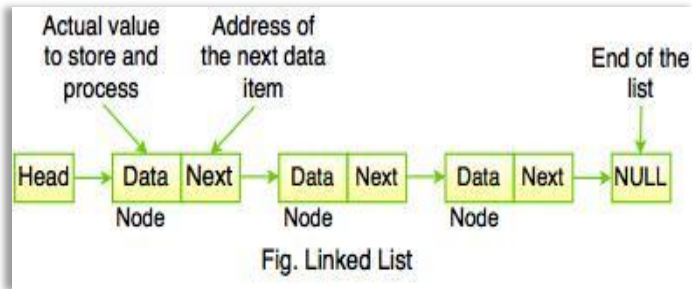 Actual value
to store and
process
Address of
the next data
item
End of the
list
Head
Data Next
Data Next
Data Next
NULL
Node
Node
Node
Fig. Linked List